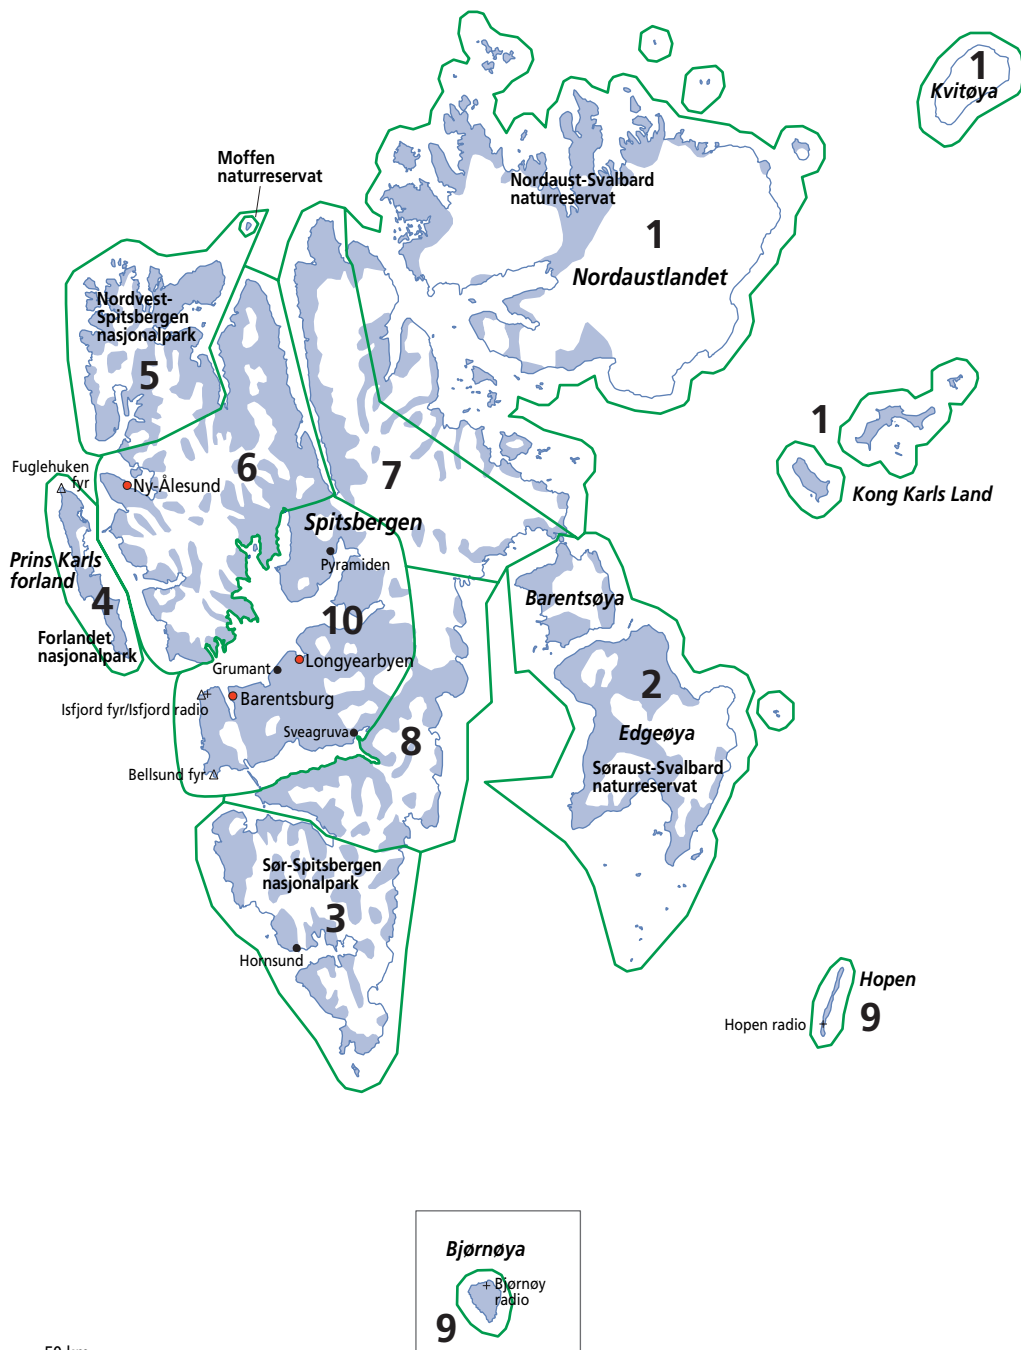 1
Kvitøya
Moffen
naturreservat
Nordaust-Svalbard
naturreservat
1
Nordaustlandet
Nordvest-
Spitsbergen
nasjonalpark
5
1
Kong Karls Land
Fuglehuken
fyr
Ny-Ålesund
6
7
Spitsbergen
Pyramiden
Prins Karls
forland
4
Forlandet
nasjonalpark
10
Barentsøya
Grumant
Longyearbyen
Isfjord fyr/Isfjord radio
Barentsburg
Sveagruva
8
2
Edgeøya
Søraust-Svalbard
naturreservat
Bellsund fyr
Sør-Spitsbergen
nasjonalpark
3
Hornsund
Hopen
9
Hopen radio
Bjørnøya
Bjørnøy
radio
9